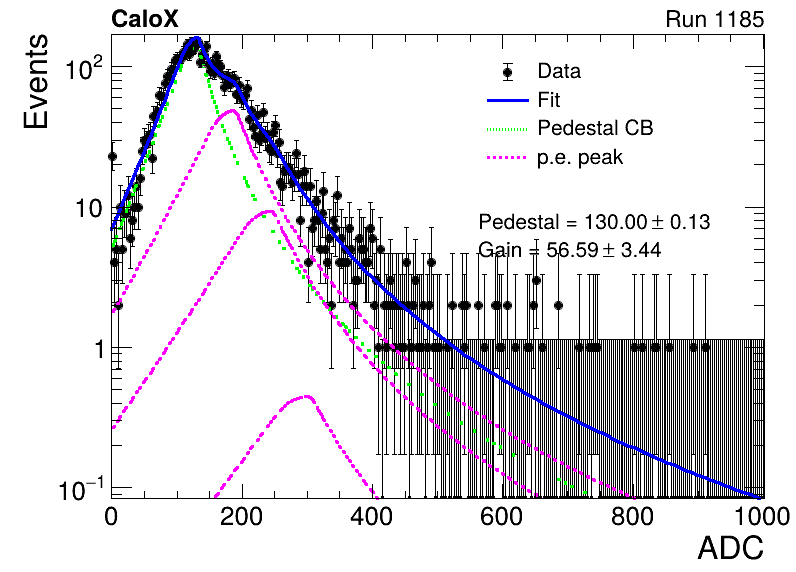 CaloX Run 1185
Events
10²
10
1
10⁻¹
Data
Fit
Pedestal CB
p.e. peak
Pedestal = 130.00 ± 0.13
Gain = 56.59 ± 3.44
0 200 400 600 800 1000
ADC